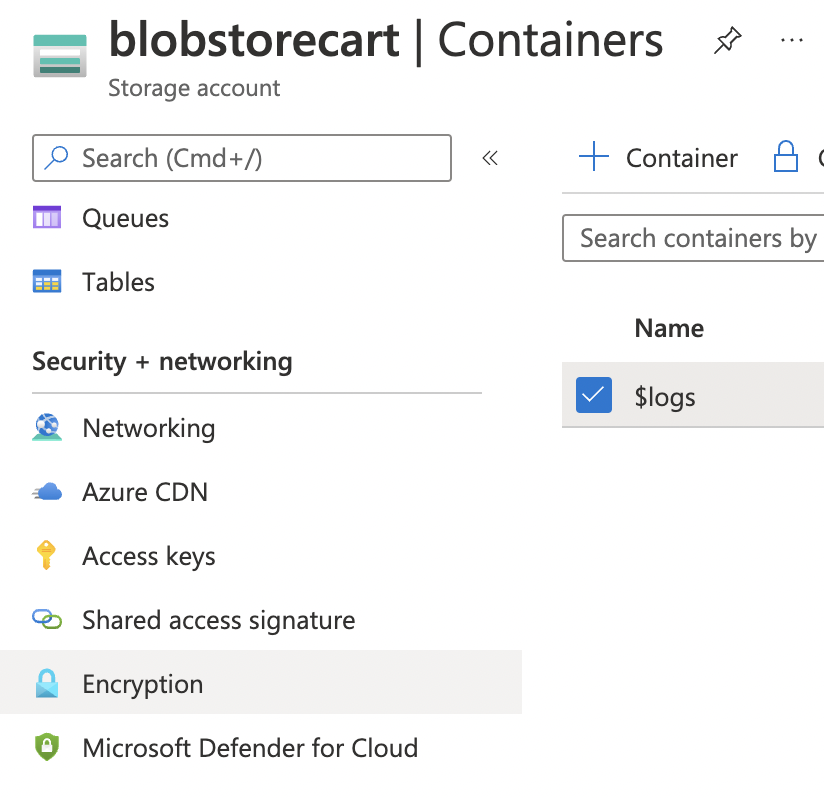 blobstorecart | Containers
Storage account
Search (Cmd+/)
Queues
Tables
Security + networking
Networking
Azure CDN
Access keys
Shared access signature
Encryption
Microsoft Defender for Cloud
Container
Search containers by
Name
$logs